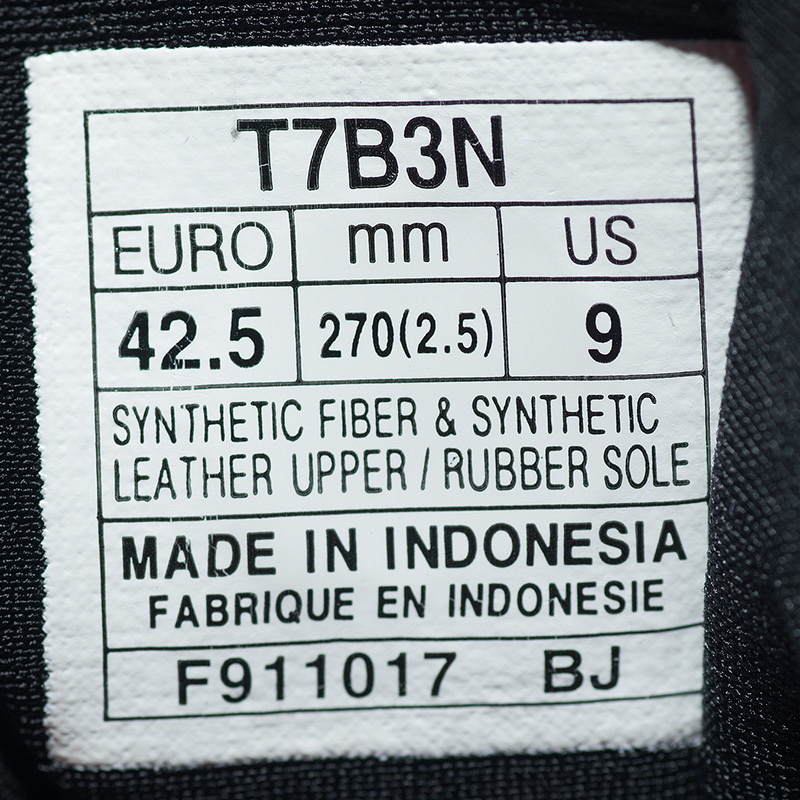 T7B3N
EURO mm US
42.5 270(2.5) 9
SYNTHETIC FIBER & SYNTHETIC
LEATHER UPPER / RUBBER SOLE
MADE IN INDONESIA
FABRIQUE EN INDONESIE
F911017 BJ